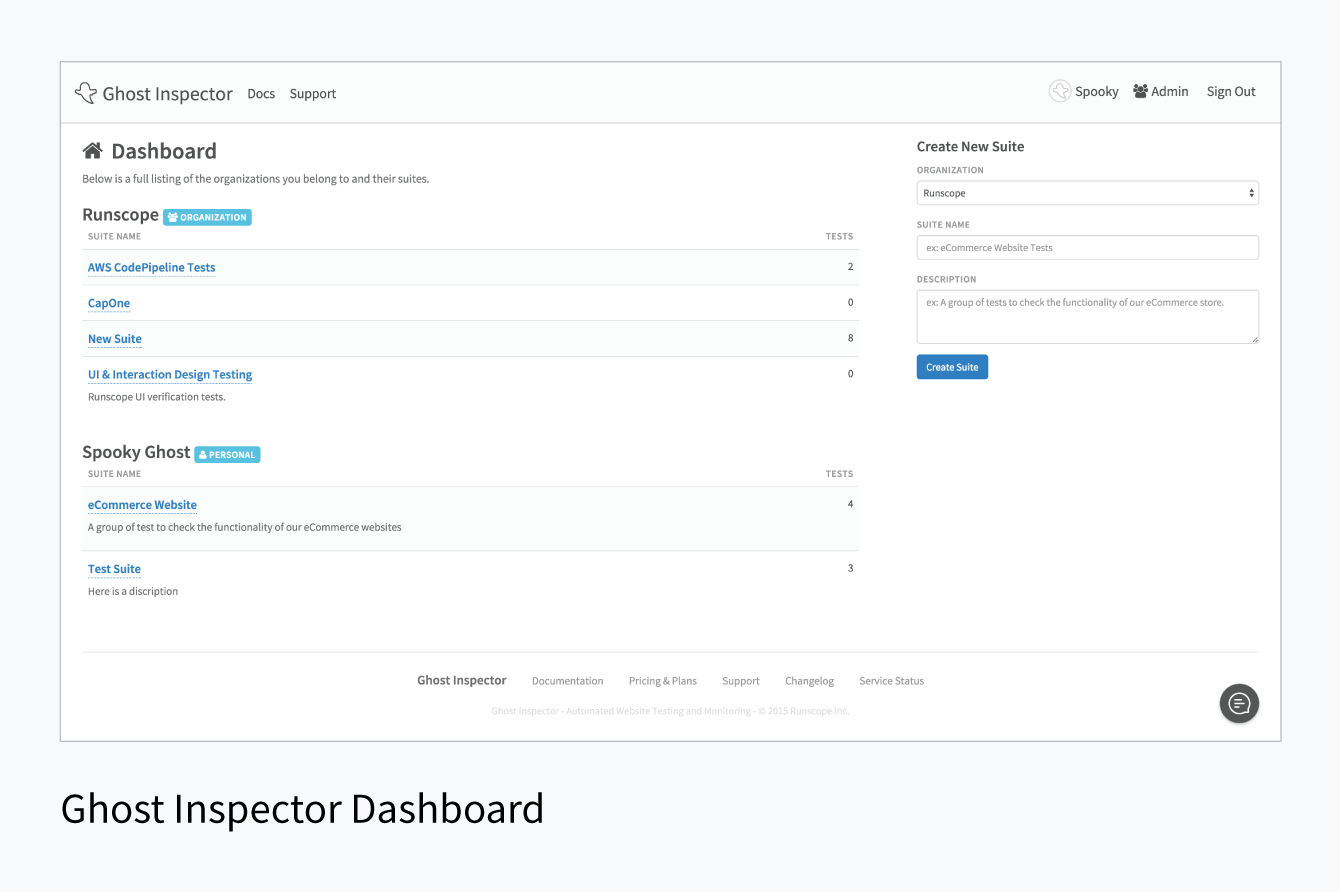 Ghost Inspector Docs Support Spooky Admin Sign Out
Dashboard
Below is a full listing of the organizations you belong to and their suites.
Runscope ORGANIZATION
SUITE NAME TESTS
AWS CodePipeline Tests 2
CapOne 0
New Suite 8
UI & Interaction Design Testing 0
Runscope UI verification tests.
Spooky Ghost PERSONAL
SUITE NAME TESTS
eCommerce Website 4
A group of test to check the functionality of our eCommerce websites
Test Suite 3
Here is a discription
Create New Suite
ORGANIZATION
Runscope
SUITE NAME
ex: eCommerce Website Tests
DESCRIPTION
ex: A group of tests to check the functionality of our eCommerce store.
Create Suite
Ghost Inspector Documentation Pricing & Plans Support Changelog Service Status
Ghost Inspector - Automated Website Testing and Monitoring - © 2015 Runscope Inc.
Ghost Inspector Dashboard